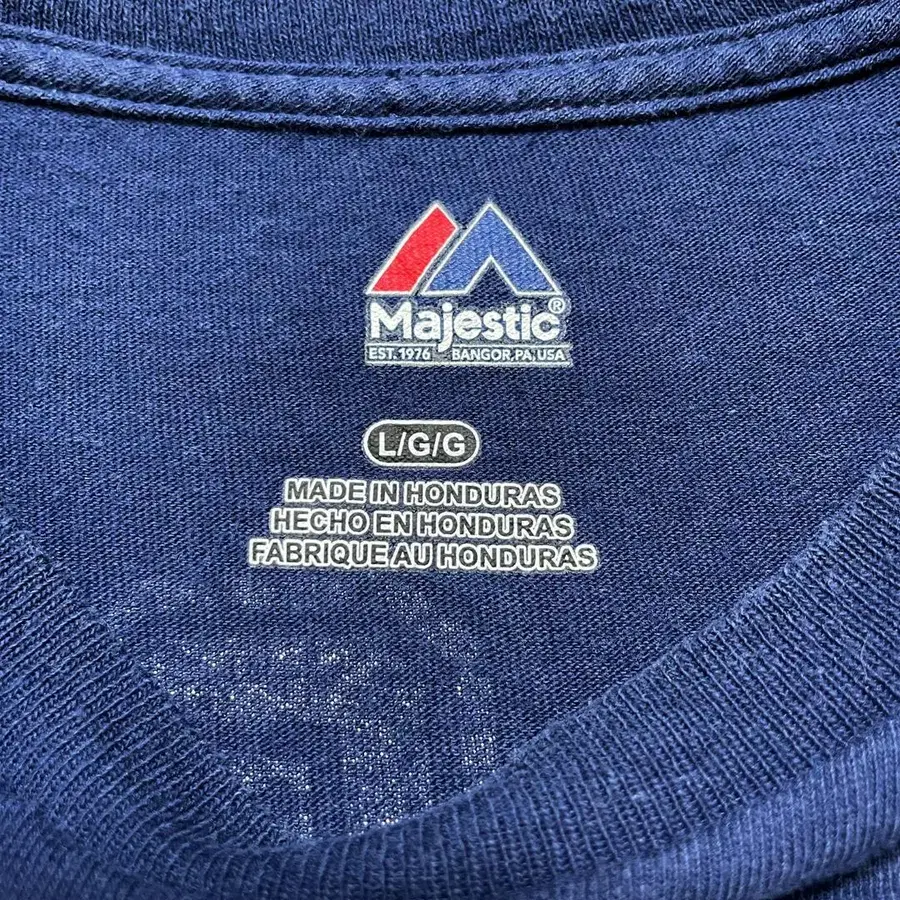 Majestic®
EST. 1976 BANGOR, PA, USA
L/G/G
MADE IN HONDURAS
HECHO EN HONDURAS
FABRIQUE AU HONDURAS